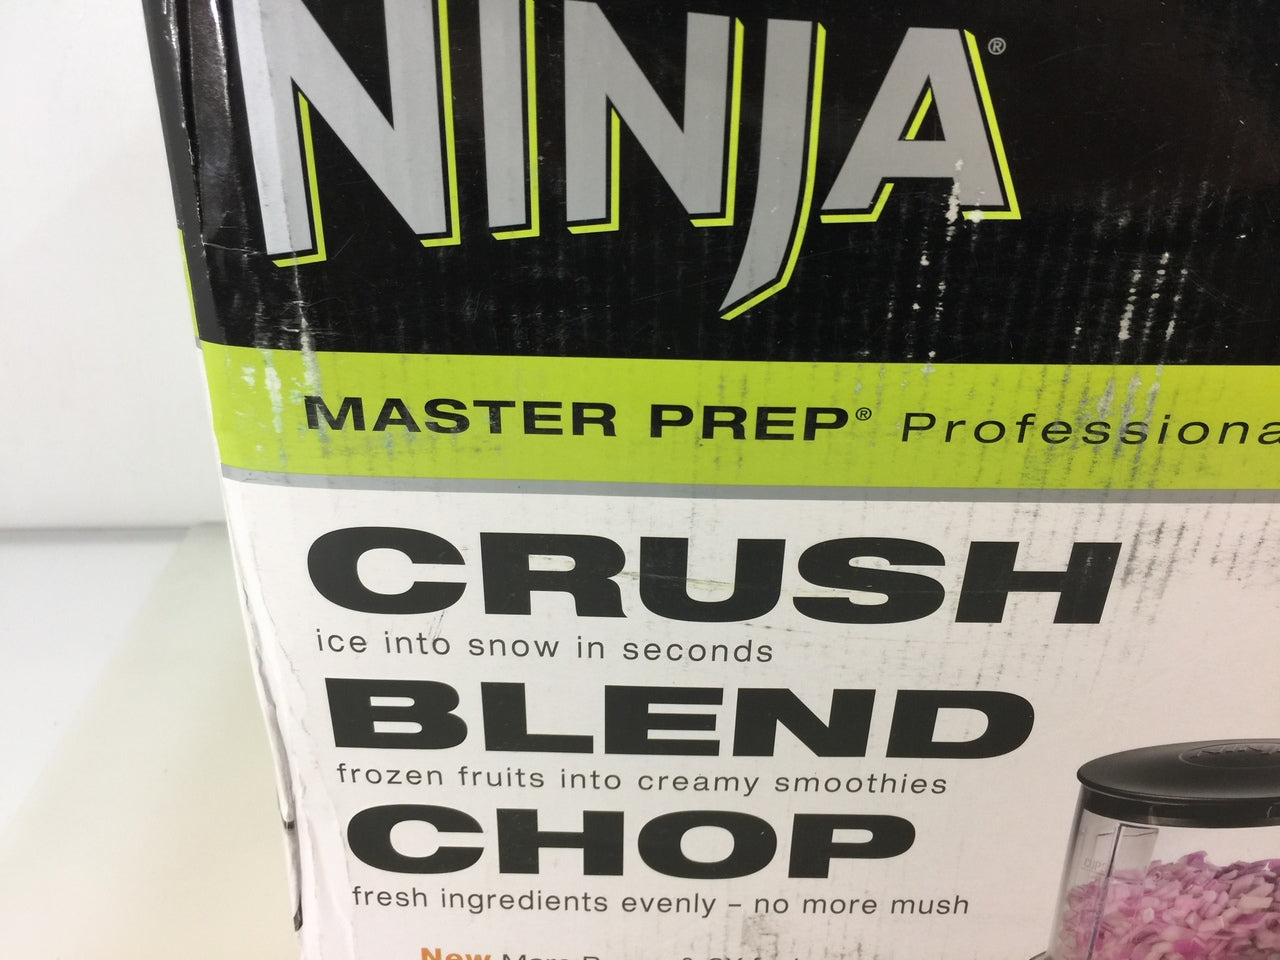 NINJA®
MASTER PREP® Professiona
CRUSH
ice into snow in seconds
BLEND
frozen fruits into creamy smoothies
CHOP
fresh ingredients evenly – no more mush
New